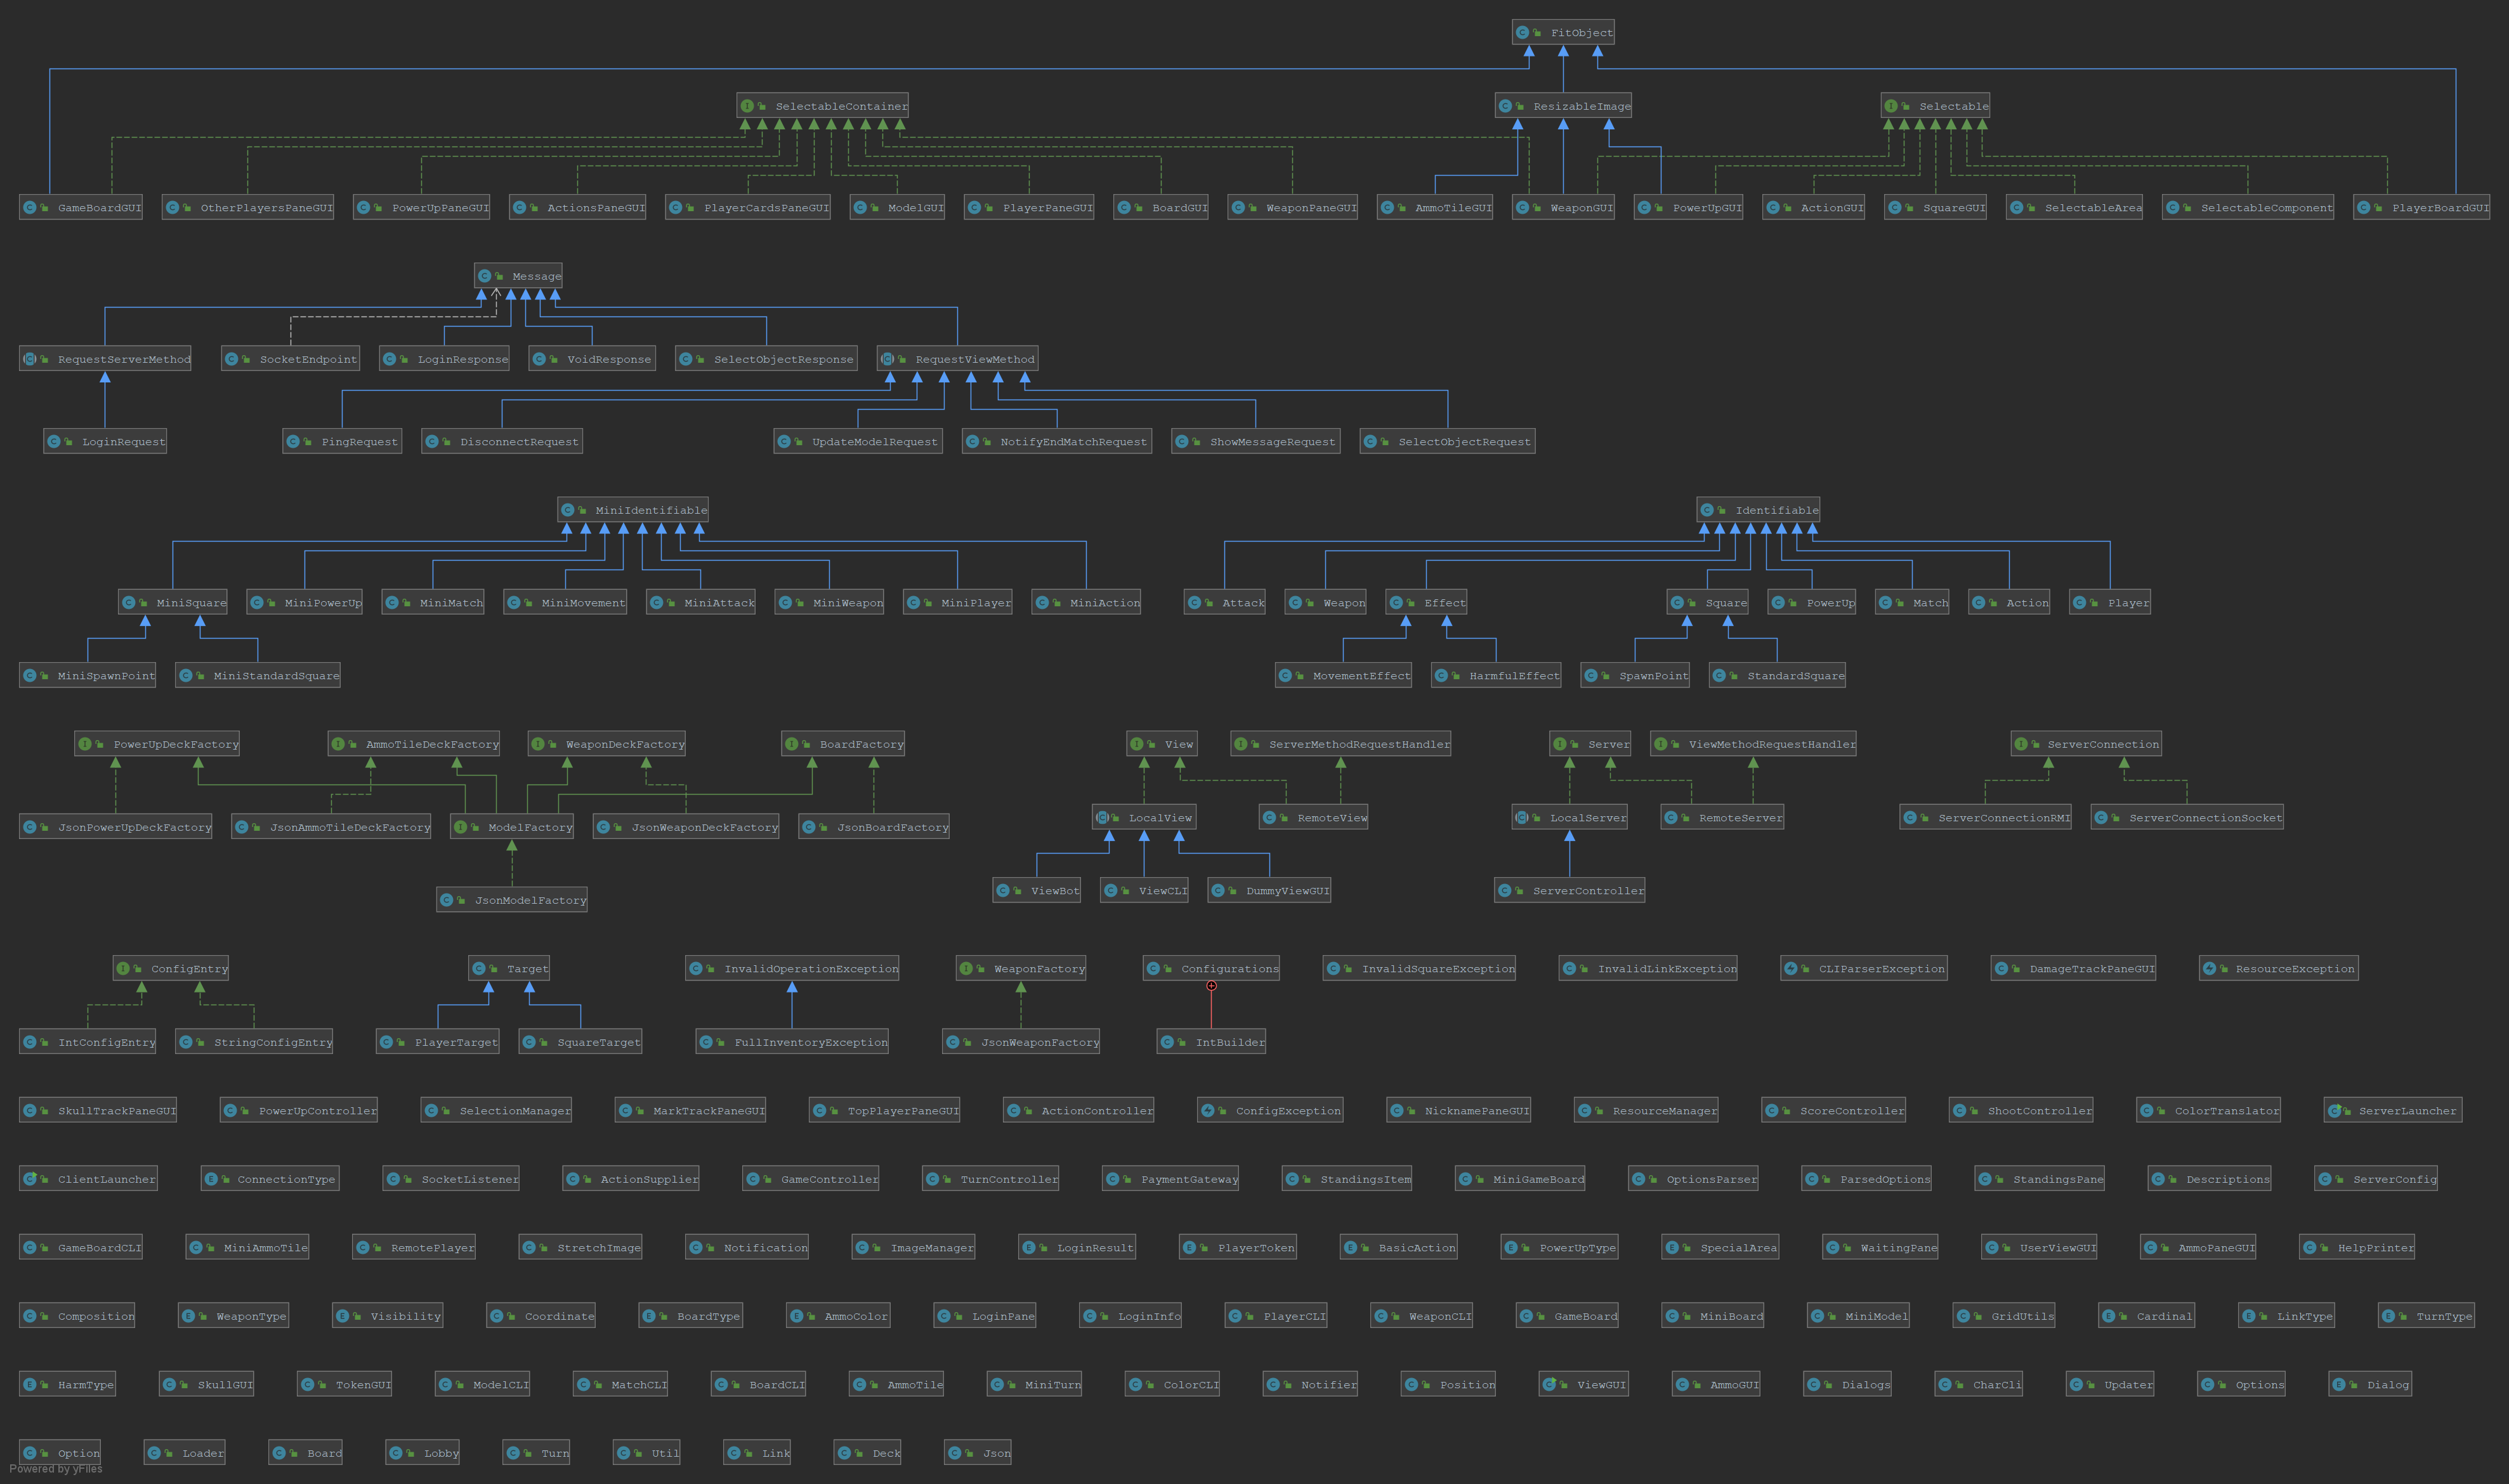 FitObject
SelectableContainer
ResizableImage
Selectable
GameBoardGUI
OtherPlayersPaneGUI
PowerUpPaneGUI
ActionsPaneGUI
PlayerCardsPaneGUI
ModelGUI
PlayerPaneGUI
BoardGUI
WeaponPaneGUI
AmmoTileGUI
WeaponGUI
PowerUpGUI
ActionGUI
SquareGUI
SelectableArea
SelectableComponent
PlayerBoardGUI
Message
RequestServerMethod
SocketEndpoint
LoginResponse
VoidResponse
SelectObjectResponse
RequestViewMethod
LoginRequest
PingRequest
DisconnectRequest
UpdateModelRequest
NotifyEndMatchRequest
ShowMessageRequest
SelectObjectRequest
MiniIdentifiable
Identifiable
MiniSquare
MiniPowerUp
MiniMatch
MiniMovement
MiniAttack
MiniWeapon
MiniPlayer
MiniAction
Attack
Weapon
Effect
Square
PowerUp
Match
Action
Player
MiniSpawnPoint
MiniStandardSquare
MovementEffect
HarmfulEffect
SpawnPoint
StandardSquare
PowerUpDeckFactory
AmmoTileDeckFactory
WeaponDeckFactory
BoardFactory
View
ServerMethodRequestHandler
Server
ViewMethodRequestHandler
ServerConnection
JsonPowerUpDeckFactory
JsonAmmoTileDeckFactory
ModelFactory
JsonWeaponDeckFactory
JsonBoardFactory
LocalView
RemoteView
LocalServer
RemoteServer
ServerConnectionRMI
ServerConnectionSocket
JsonModelFactory
ViewBot
ViewCLI
DummyViewGUI
ServerController
ConfigEntry
Target
InvalidOperationException
WeaponFactory
Configurations
InvalidSquareException
InvalidLinkException
CLIParserException
DamageTrackPaneGUI
ResourceException
IntConfigEntry
StringConfigEntry
PlayerTarget
SquareTarget
FullInventoryException
JsonWeaponFactory
IntBuilder
SkullTrackPaneGUI
PowerUpController
SelectionManager
MarkTrackPaneGUI
TopPlayerPaneGUI
ActionController
ConfigException
NicknamePaneGUI
ResourceManager
ScoreController
ShootController
ColorTranslator
ServerLauncher
ClientLauncher
ConnectionType
SocketListener
ActionSupplier
GameController
TurnController
PaymentGateway
StandingsItem
MiniGameBoard
OptionsParser
ParsedOptions
StandingsPane
Descriptions
ServerConfig
GameBoardCLI
MiniAmmoTile
RemotePlayer
StretchImage
Notification
ImageManager
LoginResult
PlayerToken
BasicAction
PowerUpType
SpecialArea
WaitingPane
UserViewGUI
AmmoPaneGUI
HelpPrinter
Composition
WeaponType
Visibility
Coordinate
BoardType
AmmoColor
LoginPane
LoginInfo
PlayerCLI
WeaponCLI
GameBoard
MiniBoard
MiniModel
GridUtils
Cardinal
LinkType
TurnType
HarmType
SkullGUI
TokenGUI
ModelCLI
MatchCLI
BoardCLI
AmmoTile
MiniTurn
ColorCLI
Notifier
Position
ViewGUI
AmmoGUI
Dialogs
CharCli
Updater
Options
Dialog
Option
Loader
Board
Lobby
Turn
Util
Link
Deck
Json
Powered by yFiles